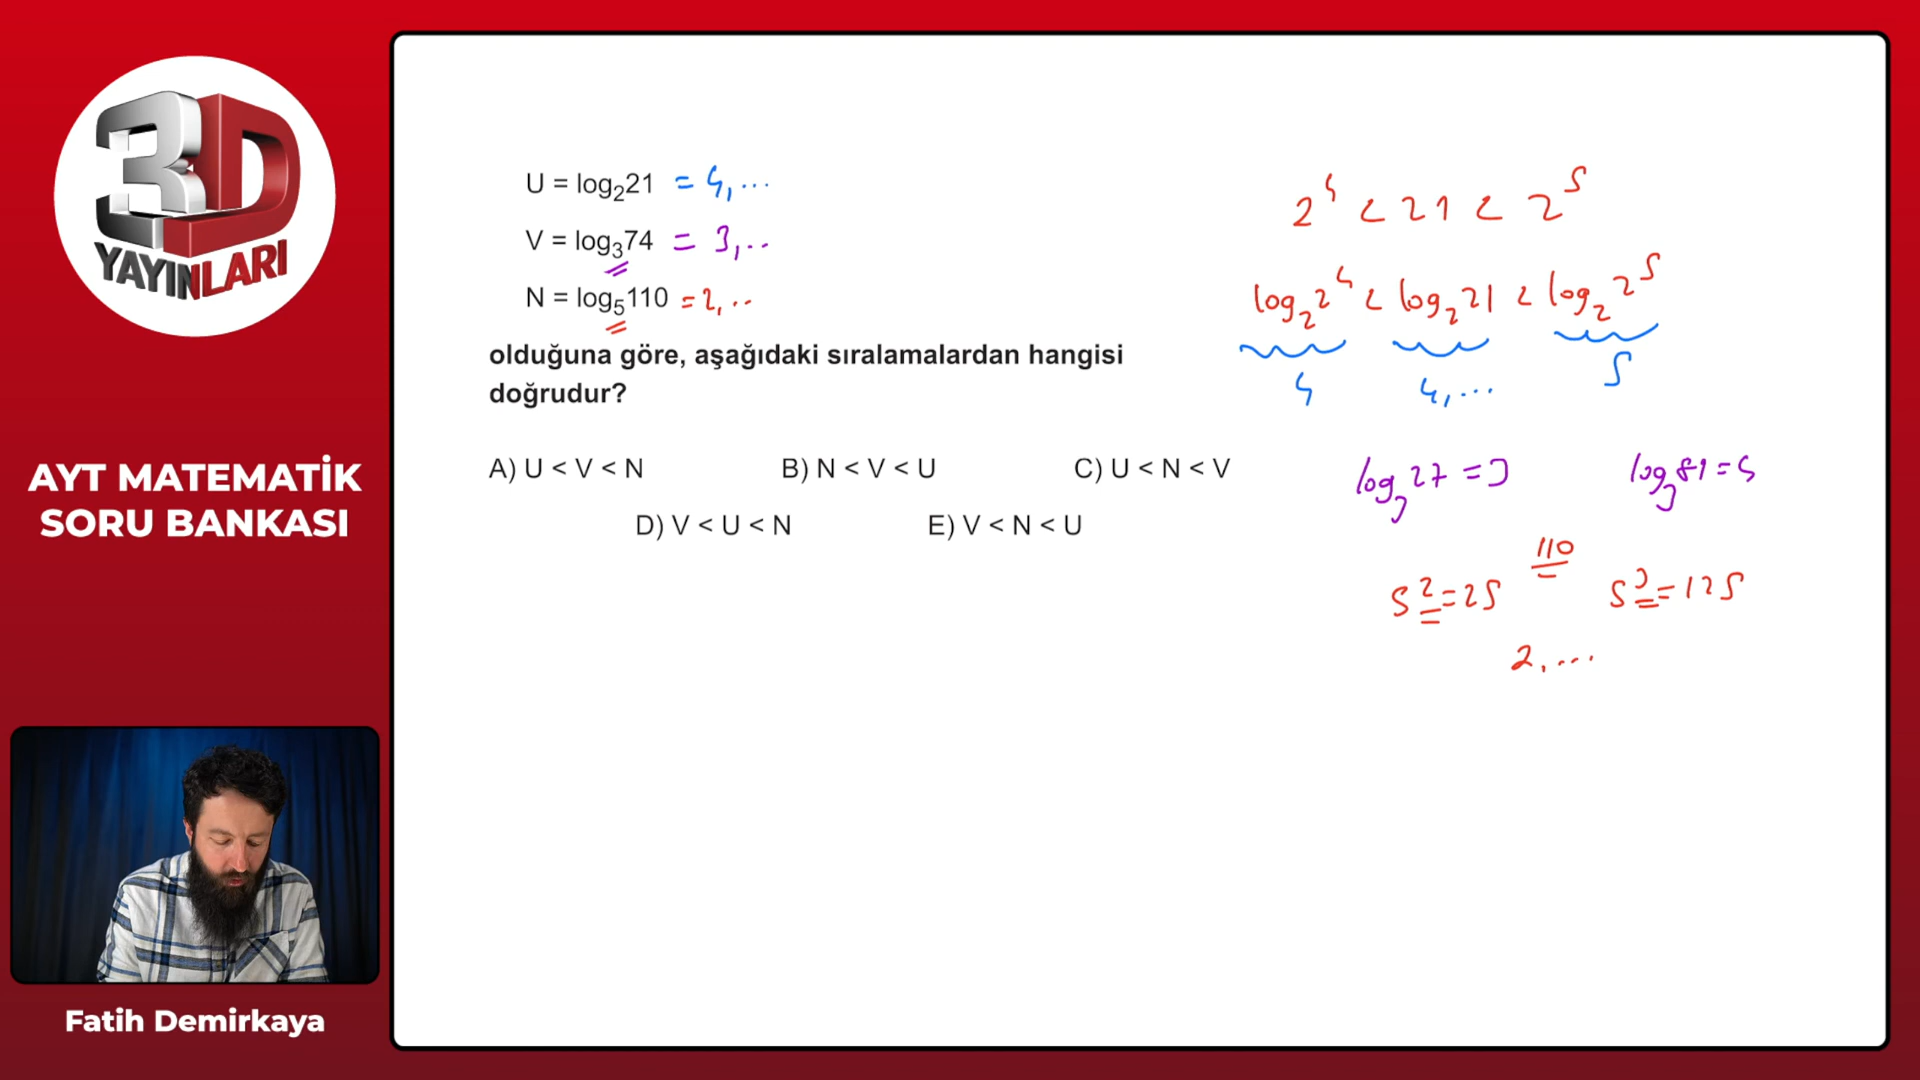 3D
YAYINLARI
AYT MATEMATİK
SORU BANKASI
Fatih Demirkaya
U = log₂21 = 4,...
V = log₃74 = 3,..
N = log₅110 = 2,..
olduğuna göre, aşağıdaki sıralamalardan hangisi
doğrudur?
A) U < V < N B) N < V < U C) U < N < V
D) V < U < N E) V < N < U
2⁴ < 21 < 2⁵
log₂2⁴ < log₂21 < log₂2⁵
4 4,... 5
log₃27 = 3 log₃81 = 4
110
5² = 25 5³ = 125
2,...